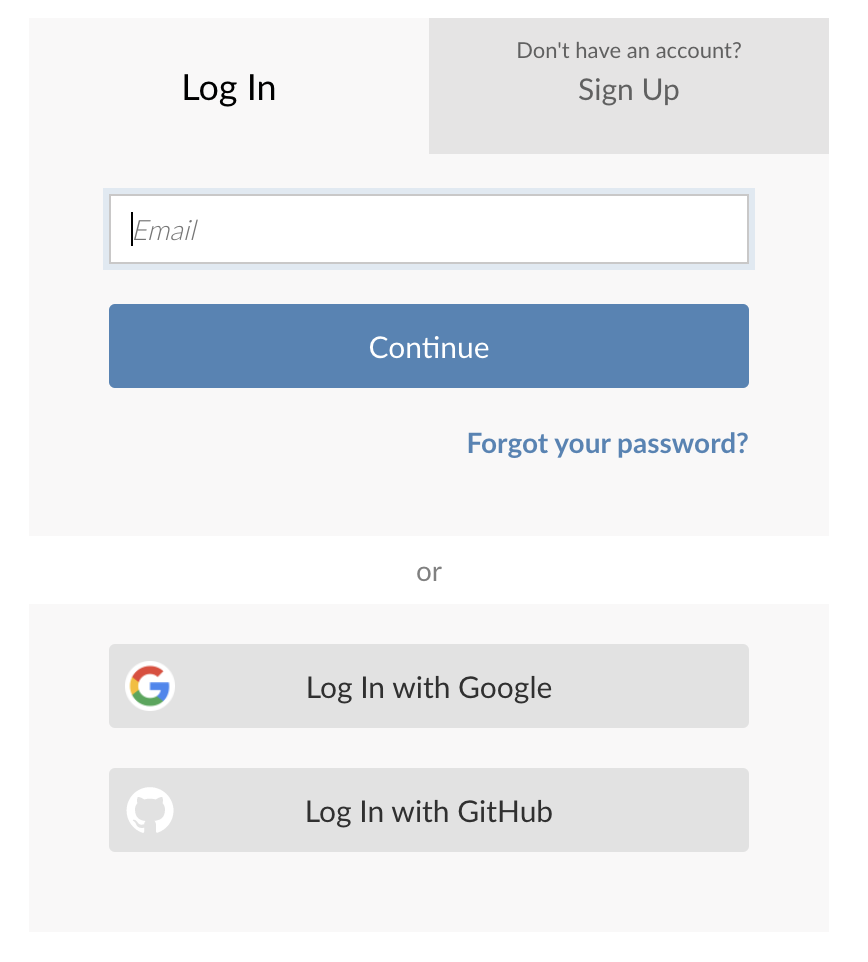 Log In
Don't have an account?
Sign Up
Email
Continue
Forgot your password?
or
Log In with Google
Log In with GitHub